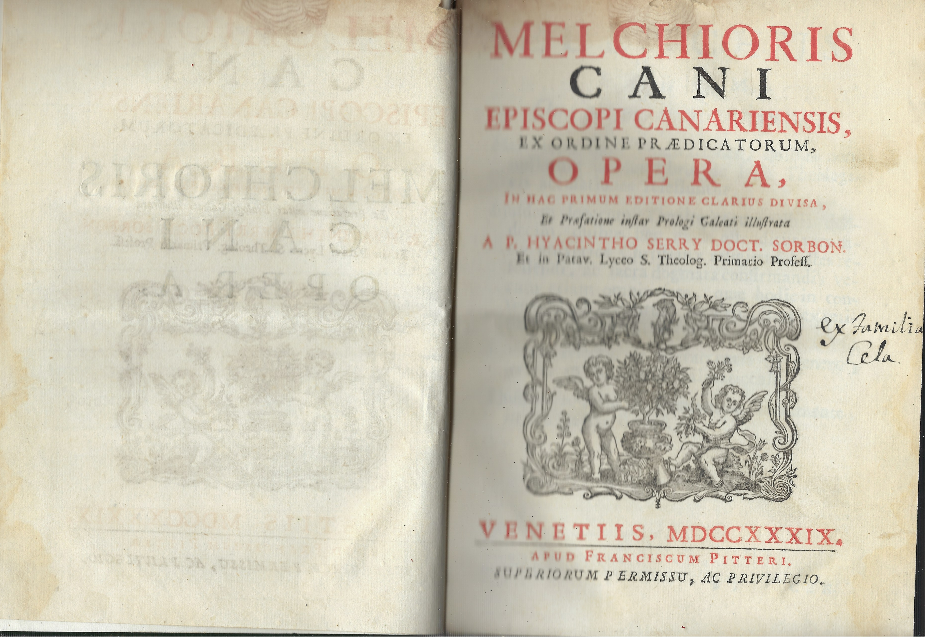 MELCHIORIS
CANI
EPISCOPI CANARIENSIS,
EX ORDINE PRÆDICATORUM,
OPERA,
IN HAC PRIMUM EDITIONE CLARIUS DIVISA,
Et Præfatione inſtar Prologi Galeati illuſtrata
A P. HYACINTHO SERRY DOCT. SORBON.
Et in Patav. Lyceo S. Theolog. Primario Profeſſ.
ex Familia
Cela.
VENETIIS, MDCCXXXIX.
APUD FRANCISCUM PITTERI.
SUPERIORUM PERMISSU, AC PRIVILEGIO.